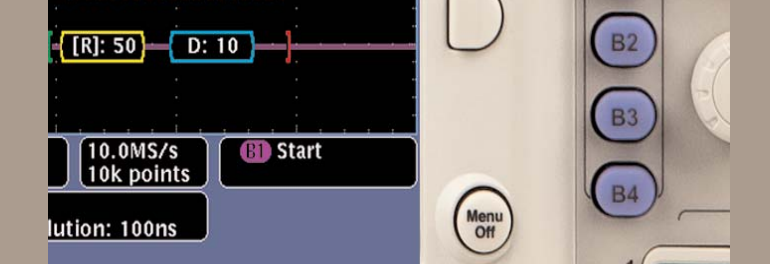 [R]: 50
D: 10
10.0MS/s
10k points
B1 Start
lution: 100ns
B2
B3
B4
Menu
Off